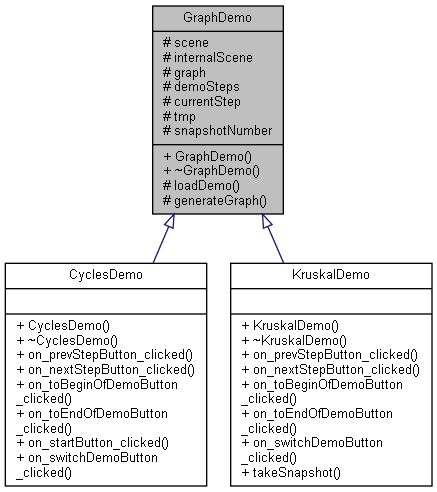 GraphDemo
# scene
# internalScene
# graph
# demoSteps
# currentStep
# tmp
# snapshotNumber
+ GraphDemo()
+ ~GraphDemo()
# loadDemo()
# generateGraph()
CyclesDemo
+ CyclesDemo()
+ ~CyclesDemo()
+ on_prevStepButton_clicked()
+ on_nextStepButton_clicked()
+ on_toBeginOfDemoButton
_clicked()
+ on_toEndOfDemoButton
_clicked()
+ on_startButton_clicked()
+ on_switchDemoButton
_clicked()
KruskalDemo
+ KruskalDemo()
+ ~KruskalDemo()
+ on_prevStepButton_clicked()
+ on_nextStepButton_clicked()
+ on_toBeginOfDemoButton
_clicked()
+ on_toEndOfDemoButton
_clicked()
+ on_switchDemoButton
_clicked()
+ takeSnapshot()